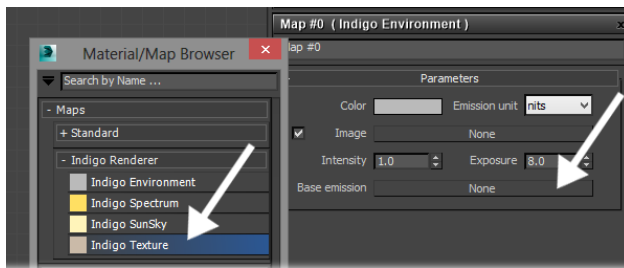 Map #0 ( Indigo Environment )
x
Map #0
Material/Map Browser
x
Search by Name ...
- Maps
+ Standard
- Indigo Renderer
Indigo Environment
Indigo Spectrum
Indigo SunSky
Indigo Texture
- Parameters
Color
Emission unit nits
Image None
Intensity 1.0 Exposure 8.0
Base emission None